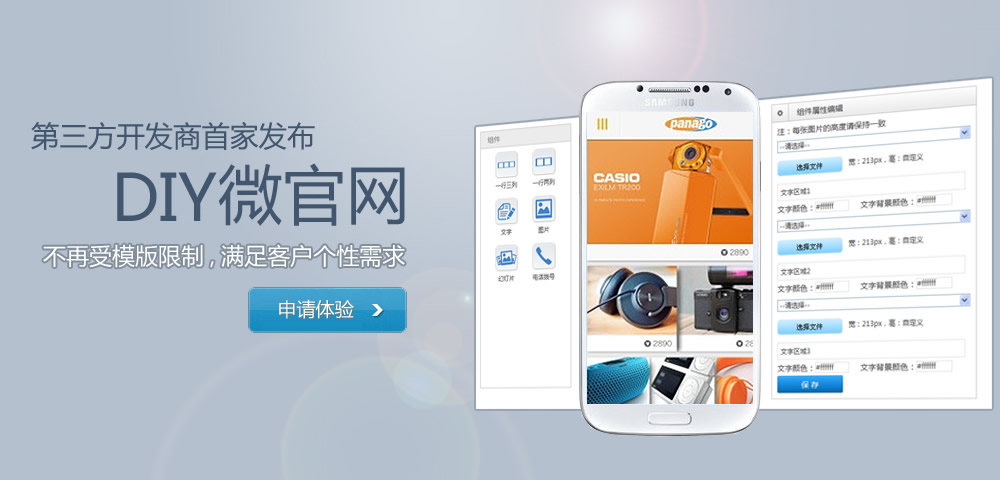 第三方开发商首家发布
DIY微官网
不再受模版限制，满足客户个性需求
申请体验
组件
一行三列
一行两列
文字
图片
幻灯片
电话拨号
SAMSUNG
panago
CASIO
EXILIM TR200
2890
2890
2
组件属性编辑
注：每张图片的高度请保持一致
--请选择--
选择文件
宽：213px，高：自定义
文字区域1
文字颜色：#ffffff 文字背景颜色：#ffffff
--请选择--
选择文件
宽：213px，高：自定义
文字区域2
文字颜色：#ffffff 文字背景颜色：#ffffff
--请选择--
选择文件
宽：213px，高：自定义
文字区域3
文字颜色：#ffffff 文字背景颜色：#ffffff
保存